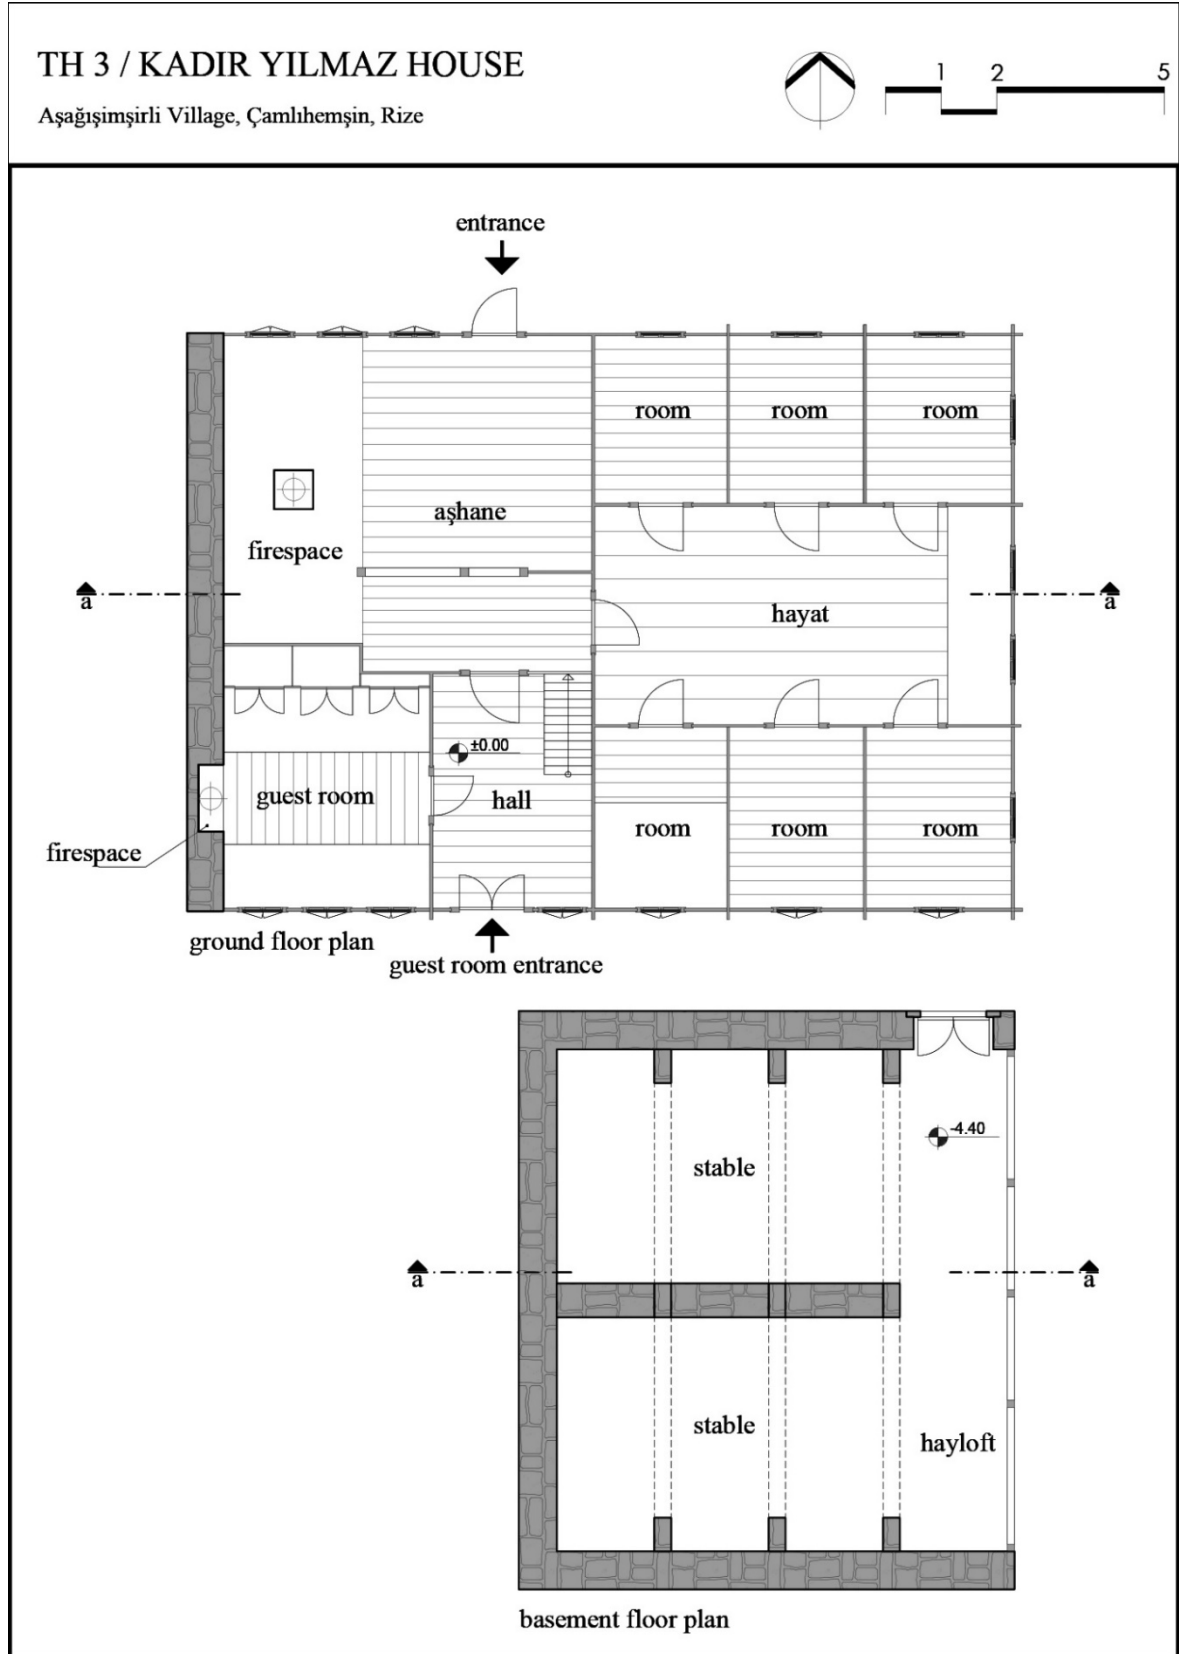 TH 3 / KADIR YILMAZ HOUSE
Aşağışimşirli Village, Çamlıhemşin, Rize
1 2 5
entrance
room room room
aşhane
firespace
a a
hayat
±0.00
guest room
hall
room room room
firespace
ground floor plan
guest room entrance
-4.40
stable
a a
stable
hayloft
basement floor plan